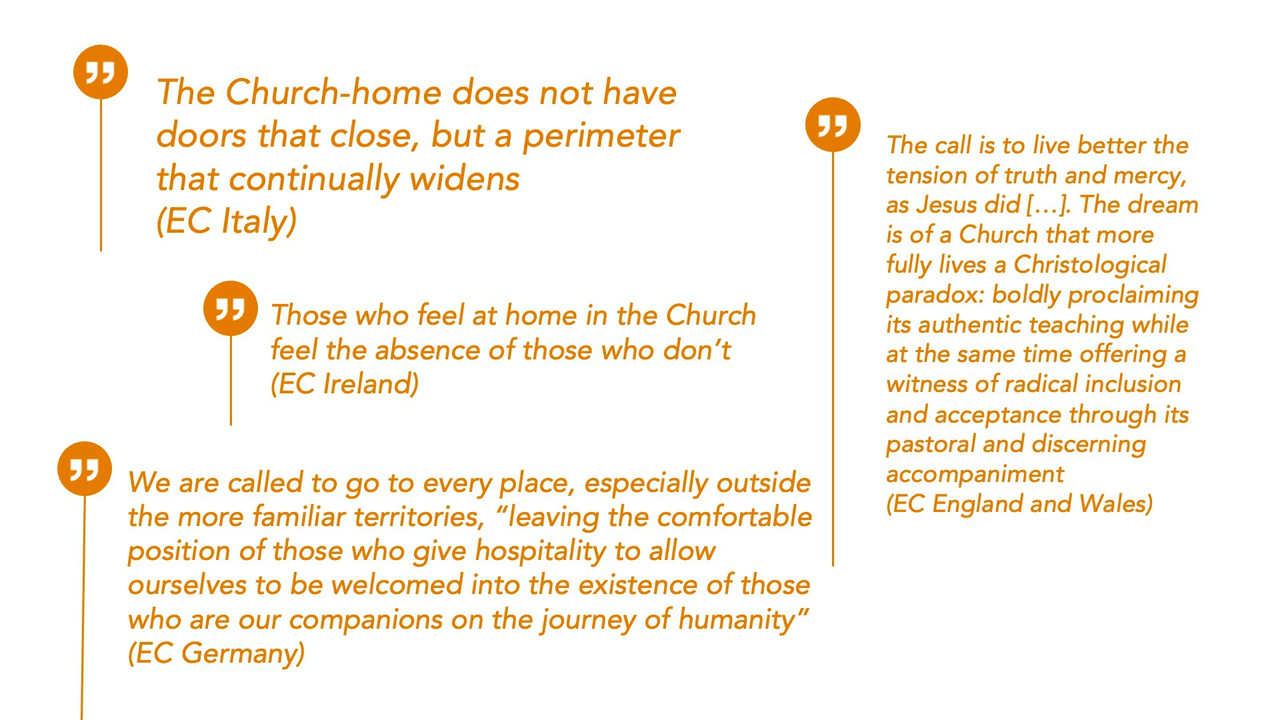 The Church-home does not have
doors that close, but a perimeter
that continually widens
(EC Italy)
Those who feel at home in the Church
feel the absence of those who don’t
(EC Ireland)
We are called to go to every place, especially outside
the more familiar territories, “leaving the comfortable
position of those who give hospitality to allow
ourselves to be welcomed into the existence of those
who are our companions on the journey of humanity”
(EC Germany)
The call is to live better the
tension of truth and mercy,
as Jesus did […]. The dream
is of a Church that more
fully lives a Christological
paradox: boldly proclaiming
its authentic teaching while
at the same time offering a
witness of radical inclusion
and acceptance through its
pastoral and discerning
accompaniment
(EC England and Wales)